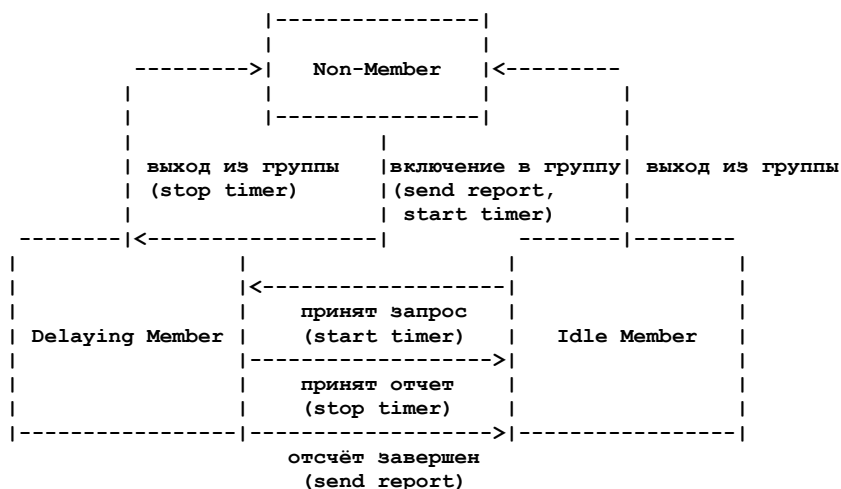 Non-Member
выход из группы
(stop timer)
включение в группу
(send report,
start timer)
выход из группы
принят запрос
(start timer)
Delaying Member
Idle Member
принят отчет
(stop timer)
отсчёт завершен
(send report)